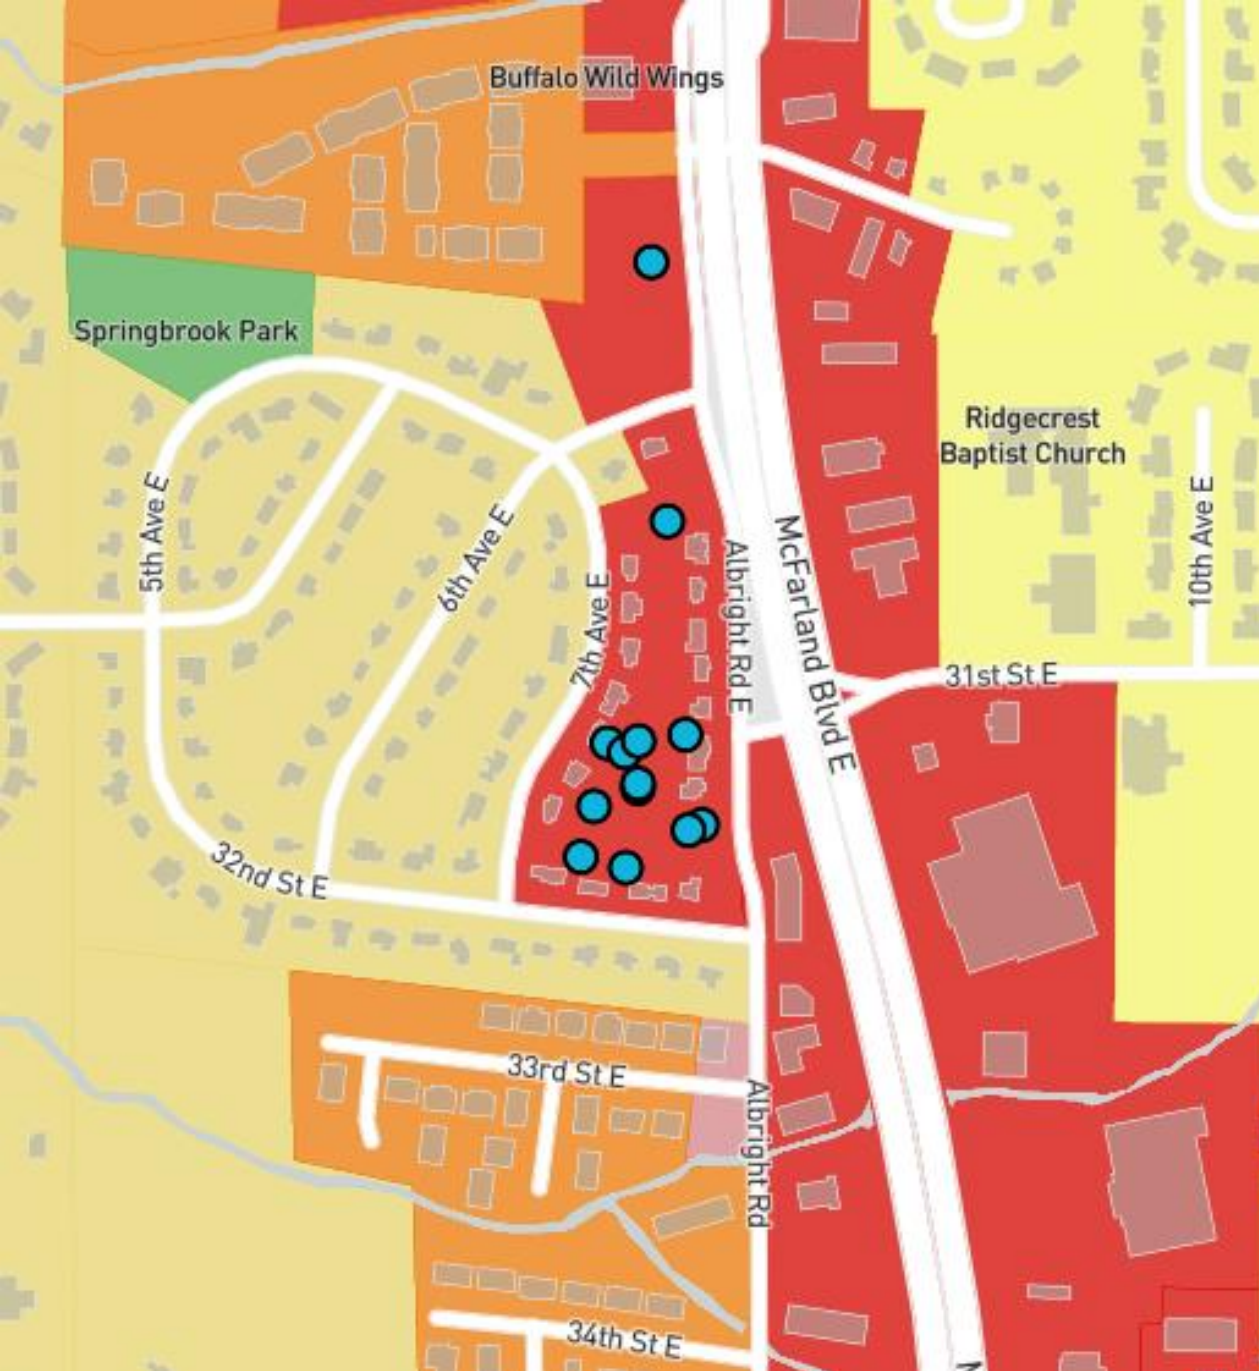 Buffalo Wild Wings
Springbrook Park
Ridgecrest
Baptist Church
5th Ave E
6th Ave E
7th Ave E
Albright Rd E
McFarland Blvd E
10th Ave E
31st St E
32nd St E
33rd St E
Albright Rd
34th St E